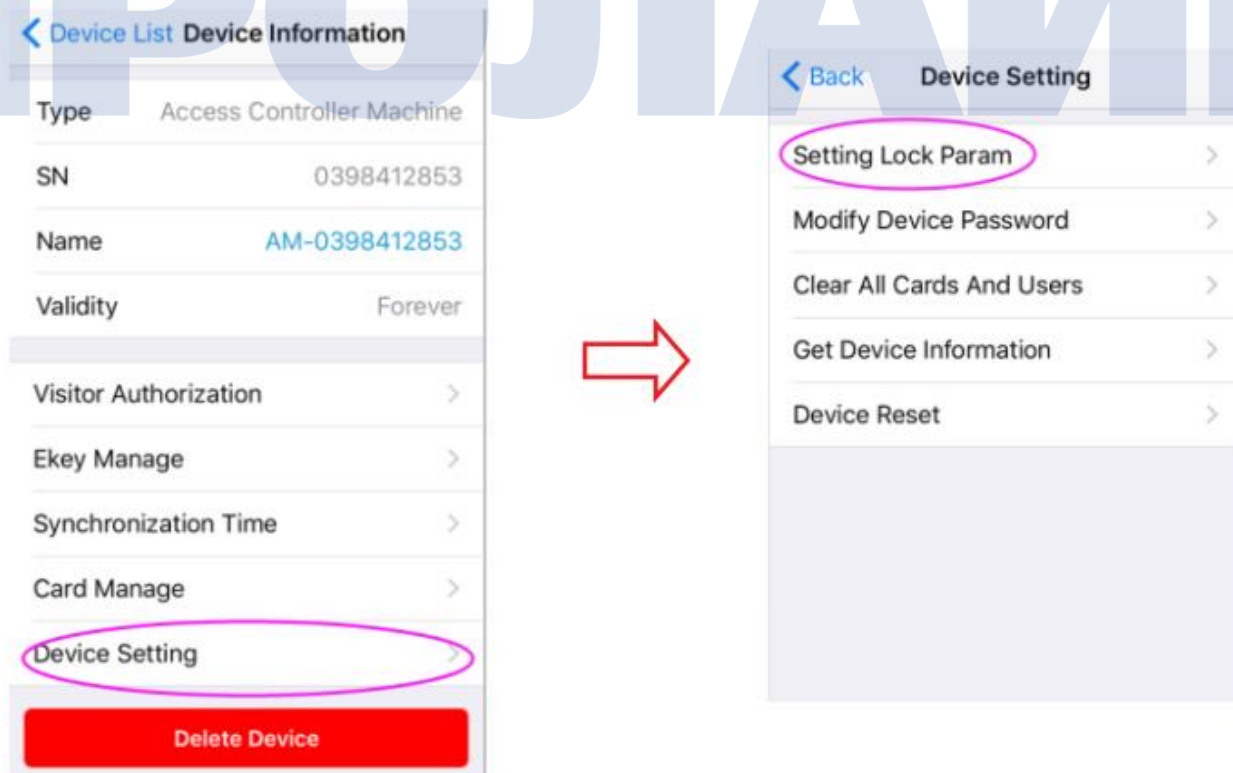 Device List Device Information
Type Access Controller Machine
SN 0398412853
Name AM-0398412853
Validity Forever
Visitor Authorization
Ekey Manage
Synchronization Time
Card Manage
Device Setting
Delete Device
Back Device Setting
Setting Lock Param
Modify Device Password
Clear All Cards And Users
Get Device Information
Device Reset